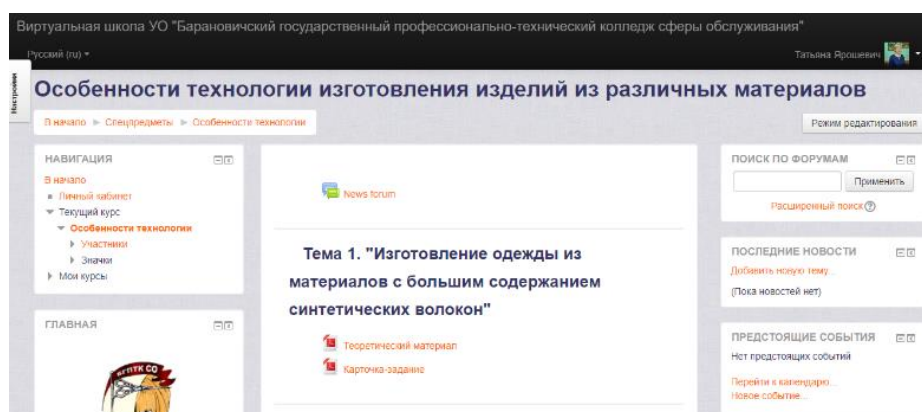 Виртуальная школа УО "Барановичский государственный профессионально-технический колледж сферы обслуживания"
Русский (ru)
Татьяна Ярошевич
Настройки
Особенности технологии изготовления изделий из различных материалов
В начало ► Спецпредметы ► Особенности технологии
Режим редактирования
НАВИГАЦИЯ
В начало
Личный кабинет
Текущий курс
Особенности технологии
Участники
Значки
Мои курсы
ГЛАВНАЯ
БГПТК СО
News forum
Тема 1. "Изготовление одежды из
материалов с большим содержанием
синтетических волокон"
Теоретический материал
Карточка-задание
ПОИСК ПО ФОРУМАМ
Применить
Расширенный поиск
ПОСЛЕДНИЕ НОВОСТИ
Добавить новую тему...
(Пока новостей нет)
ПРЕДСТОЯЩИЕ СОБЫТИЯ
Нет предстоящих событий
Перейти к календарю...
Новое событие...